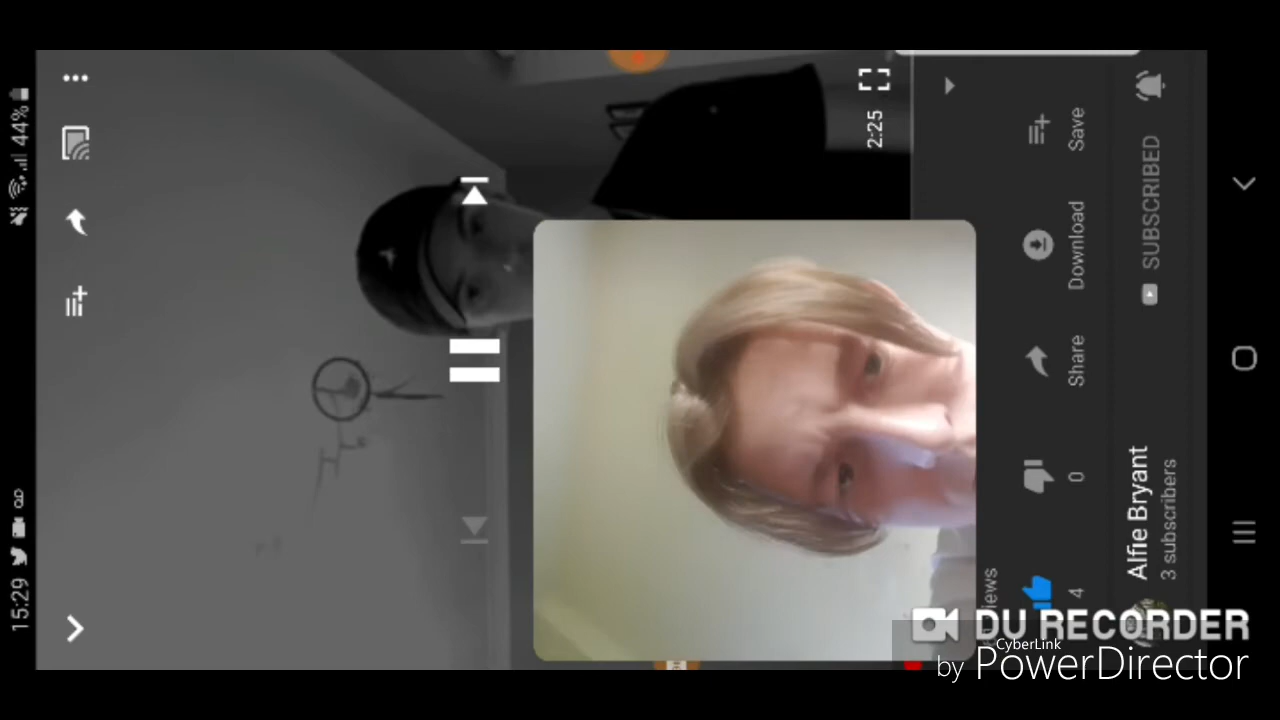 15:29
44%
2:25
views
4
0
Share
Download
Save
Alfie Bryant
3 subscribers
SUBSCRIBED
DU RECORDER
by CyberLink
PowerDirector